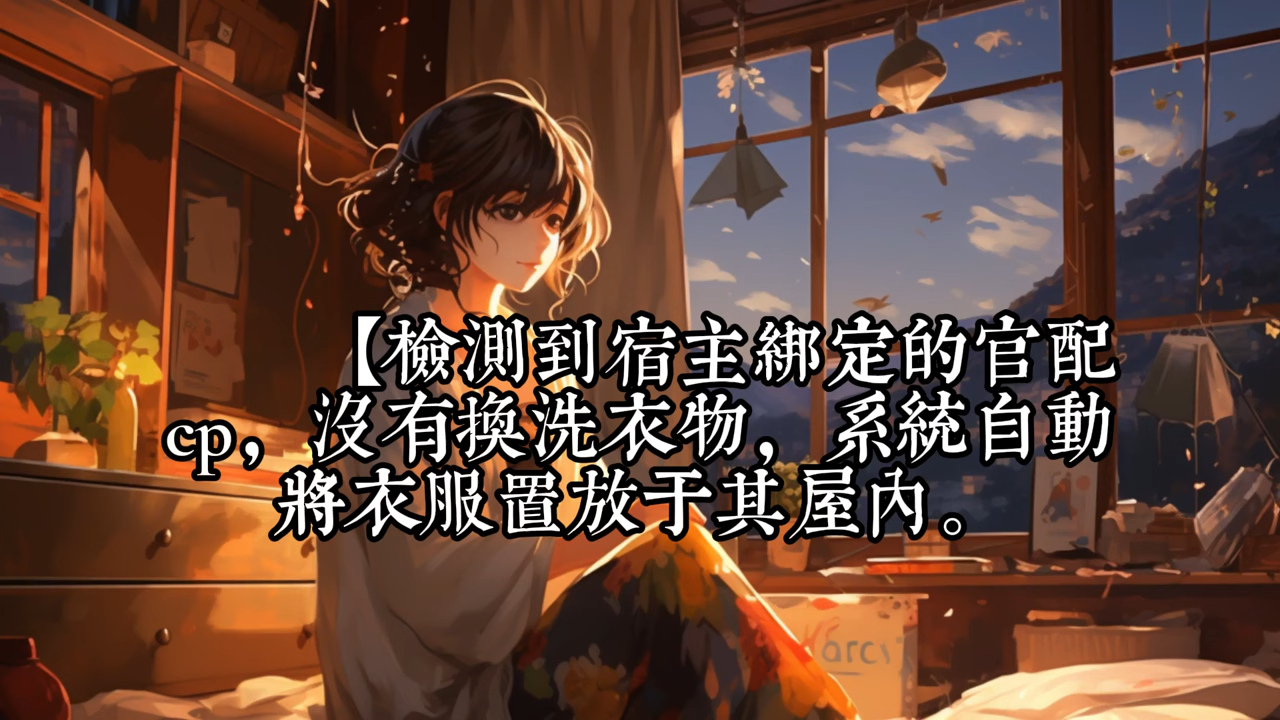 【檢測到宿主綁定的官配
cp，沒有換洗衣物，系統自動
將衣服置放于其屋內。